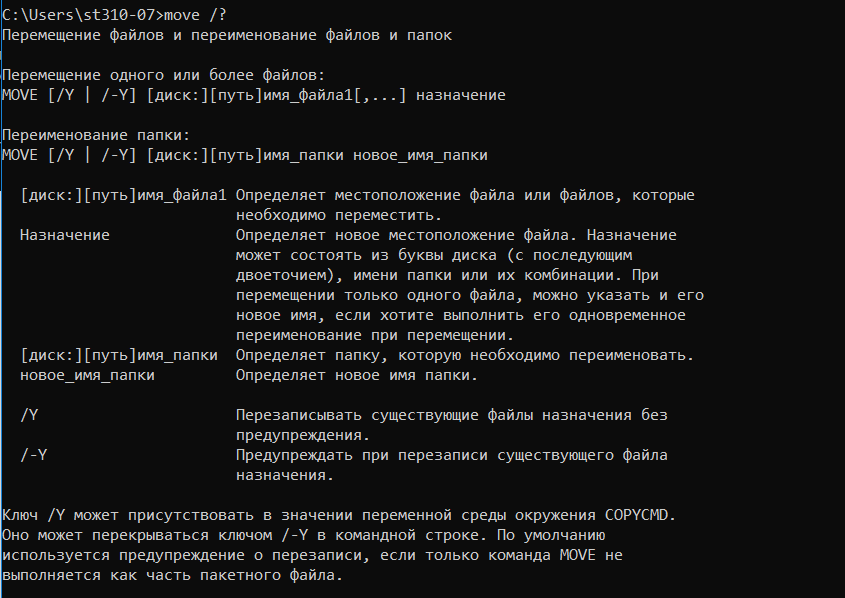 C:\Users\st310-07>move /?
Перемещение файлов и переименование файлов и папок
Перемещение одного или более файлов:
MOVE [/Y | /-Y] [диск:][путь]имя_файла1[,...] назначение
Переименование папки:
MOVE [/Y | /-Y] [диск:][путь]имя_папки новое_имя_папки
[диск:][путь]имя_файла1 Определяет местоположение файла или файлов, которые
необходимо переместить.
Назначение Определяет новое местоположение файла. Назначение
может состоять из буквы диска (с последующим
двоеточием), имени папки или их комбинации. При
перемещении только одного файла, можно указать и его
новое имя, если хотите выполнить его одновременное
переименование при перемещении.
[диск:][путь]имя_папки Определяет папку, которую необходимо переименовать.
новое_имя_папки Определяет новое имя папки.
/Y Перезаписывать существующие файлы назначения без
предупреждения.
/-Y Предупреждать при перезаписи существующего файла
назначения.
Ключ /Y может присутствовать в значении переменной среды окружения COPYCMD.
Оно может перекрываться ключом /-Y в командной строке. По умолчанию
используется предупреждение о перезаписи, если только команда MOVE не
выполняется как часть пакетного файла.